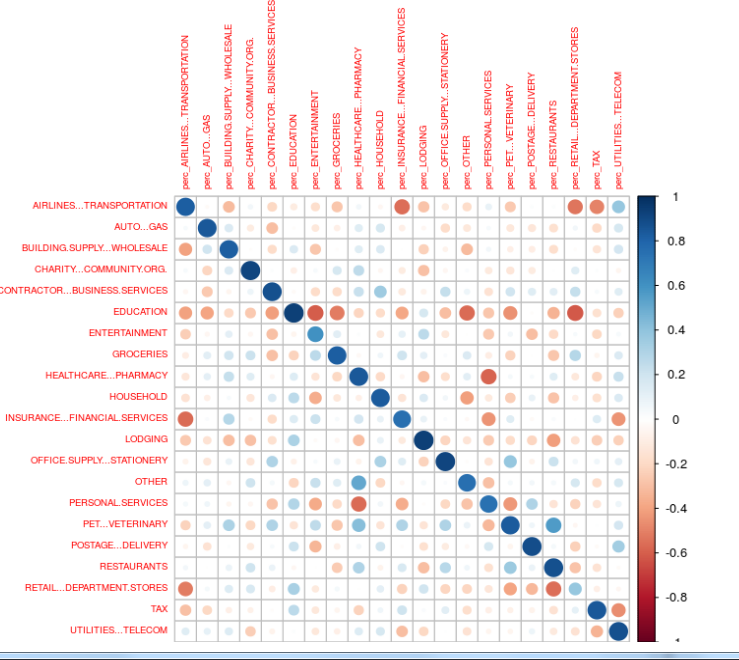 perc_AIRLINES...TRANSPORTATION
perc_AUTO...GAS
perc_BUILDING.SUPPLY...WHOLESALE
perc_CHARITY...COMMUNITY.ORG.
perc_CONTRACTOR...BUSINESS.SERVICES
perc_EDUCATION
perc_ENTERTAINMENT
perc_GROCERIES
perc_HEALTHCARE...PHARMACY
perc_HOUSEHOLD
perc_INSURANCE...FINANCIAL.SERVICES
perc_LODGING
perc_OFFICE.SUPPLY...STATIONERY
perc_OTHER
perc_PERSONAL.SERVICES
perc_PET...VETERINARY
perc_POSTAGE...DELIVERY
perc_RESTAURANTS
perc_RETAIL...DEPARTMENT.STORES
perc_TAX
perc_UTILITIES...TELECOM
AIRLINES...TRANSPORTATION
AUTO...GAS
BUILDING.SUPPLY...WHOLESALE
CHARITY...COMMUNITY.ORG.
CONTRACTOR...BUSINESS.SERVICES
EDUCATION
ENTERTAINMENT
GROCERIES
HEALTHCARE...PHARMACY
HOUSEHOLD
INSURANCE...FINANCIAL.SERVICES
LODGING
OFFICE.SUPPLY...STATIONERY
OTHER
PERSONAL.SERVICES
PET...VETERINARY
POSTAGE...DELIVERY
RESTAURANTS
RETAIL...DEPARTMENT.STORES
TAX
UTILITIES...TELECOM
1
0.8
0.6
0.4
0.2
0
-0.2
-0.4
-0.6
-0.8